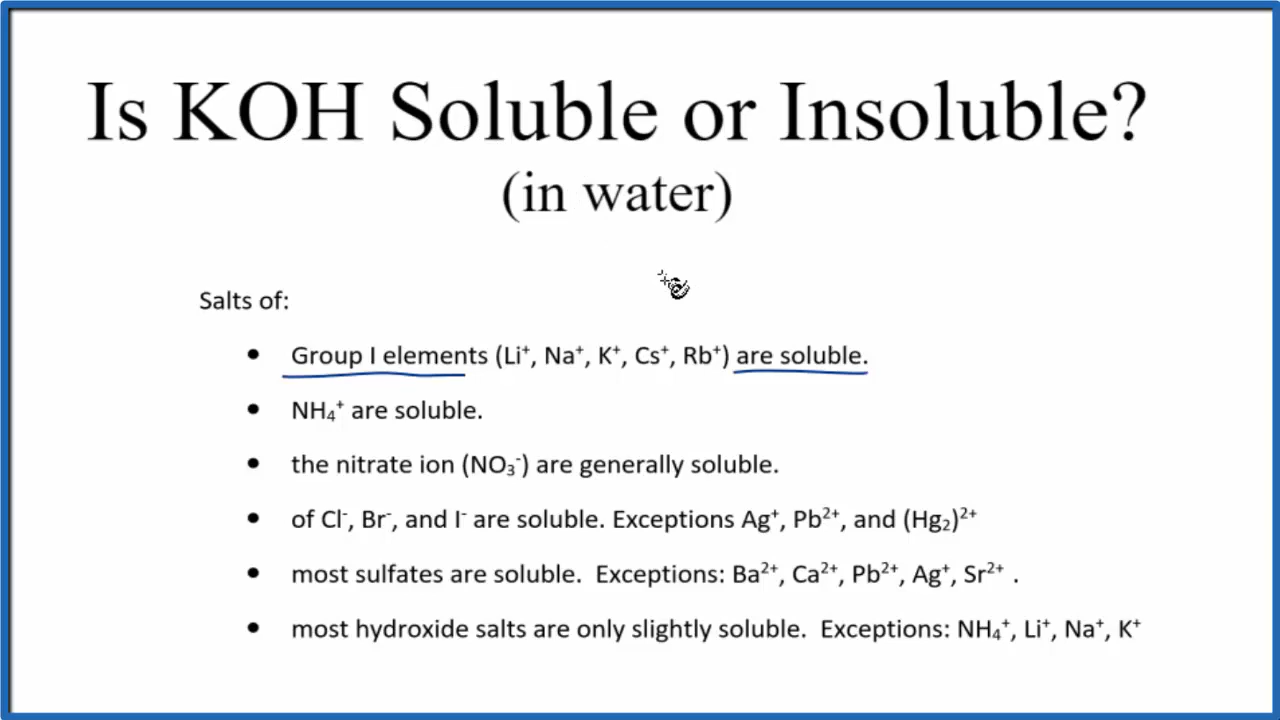 Is KOH Soluble or Insoluble?
(in water)
Salts of:
• Group I elements (Li⁺, Na⁺, K⁺, Cs⁺, Rb⁺) are soluble.
• NH₄⁺ are soluble.
• the nitrate ion (NO₃⁻) are generally soluble.
• of Cl⁻, Br⁻, and I⁻ are soluble. Exceptions Ag⁺, Pb²⁺, and (Hg₂)²⁺
• most sulfates are soluble.  Exceptions: Ba²⁺, Ca²⁺, Pb²⁺, Ag⁺, Sr²⁺ .
• most hydroxide salts are only slightly soluble.  Exceptions: NH₄⁺, Li⁺, Na⁺, K⁺